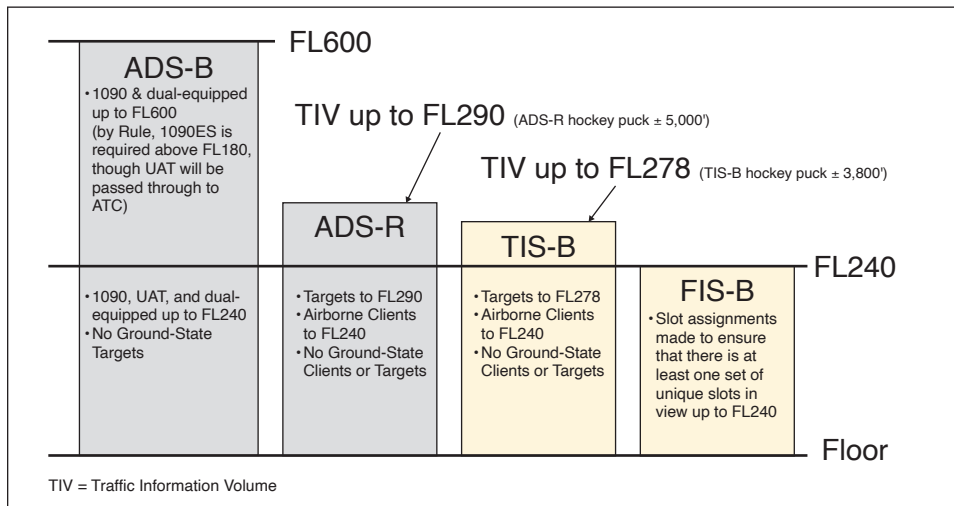 FL600
ADS-B
• 1090 & dual-equipped
up to FL600
(by Rule, 1090ES is
required above FL180,
though UAT will be
passed through to
ATC)
TIV up to FL290 (ADS-R hockey puck ± 5,000')
TIV up to FL278 (TIS-B hockey puck ± 3,800')
ADS-R
TIS-B
FL240
• 1090, UAT, and dual-
equipped up to FL240
• No Ground-State
Targets
• Targets to FL290
• Airborne Clients
to FL240
• No Ground-State
Clients or Targets
• Targets to FL278
• Airborne Clients
to FL240
• No Ground-State
Clients or Targets
FIS-B
• Slot assignments
made to ensure
that there is at
least one set of
unique slots in
view up to FL240
Floor
TIV = Traffic Information Volume